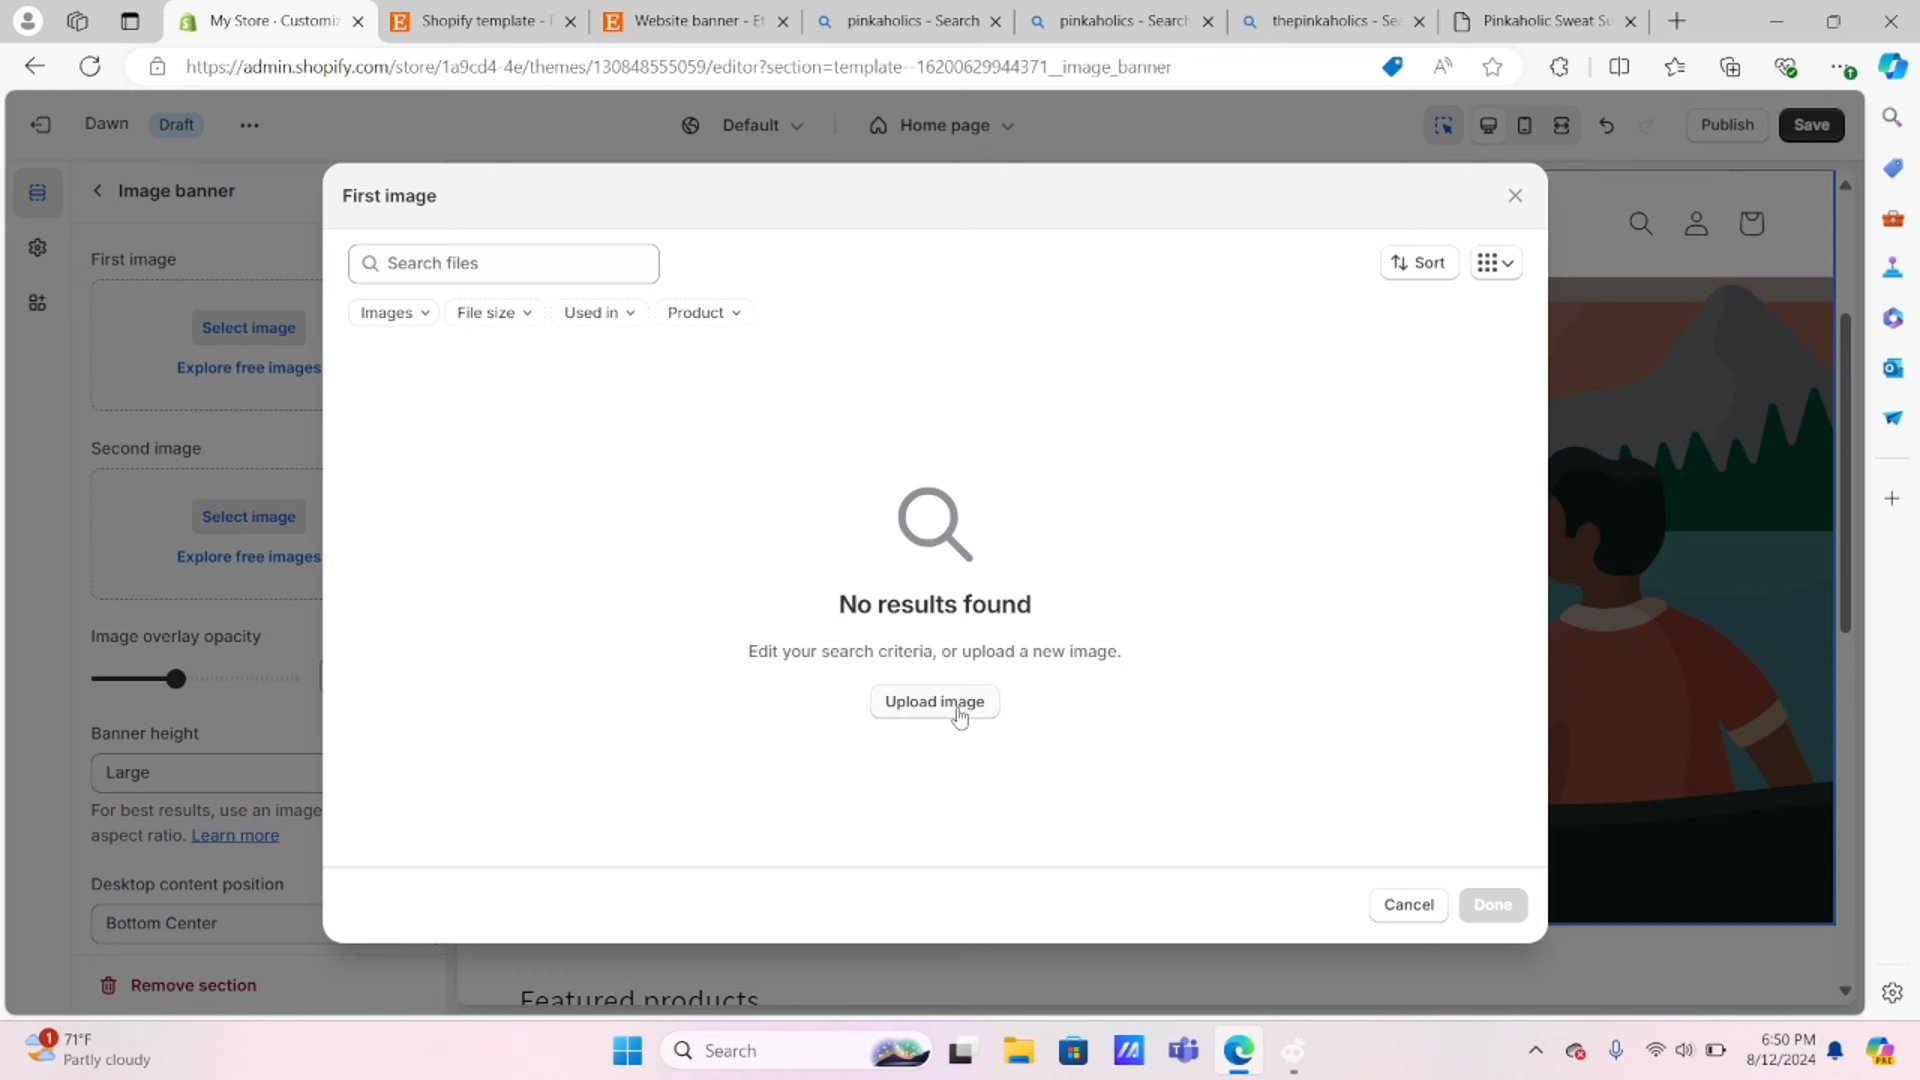 My Store · Customiz
Shopify template - E
Website banner - Et
pinkaholics - Search
pinkaholics - Search
thepinkaholics - Sea
Pinkaholic Sweat Su
https://admin.shopify.com/store/1a9cd4-4e/themes/130848555059/editor?section=template--16200629944371__image_banner
Dawn
Draft
Default
Home page
Publish
Save
Image banner
First image
Select image
Explore free images
Second image
Select image
Explore free images
Image overlay opacity
Banner height
Large
For best results, use an image
aspect ratio. Learn more
Desktop content position
Bottom Center
Remove section
First image
Search files
Sort
Images
File size
Used in
Product
No results found
Edit your search criteria, or upload a new image.
Upload image
Cancel
Done
Featured products
1
71°F
Partly cloudy
Search
6:50 PM
8/12/2024
PRE